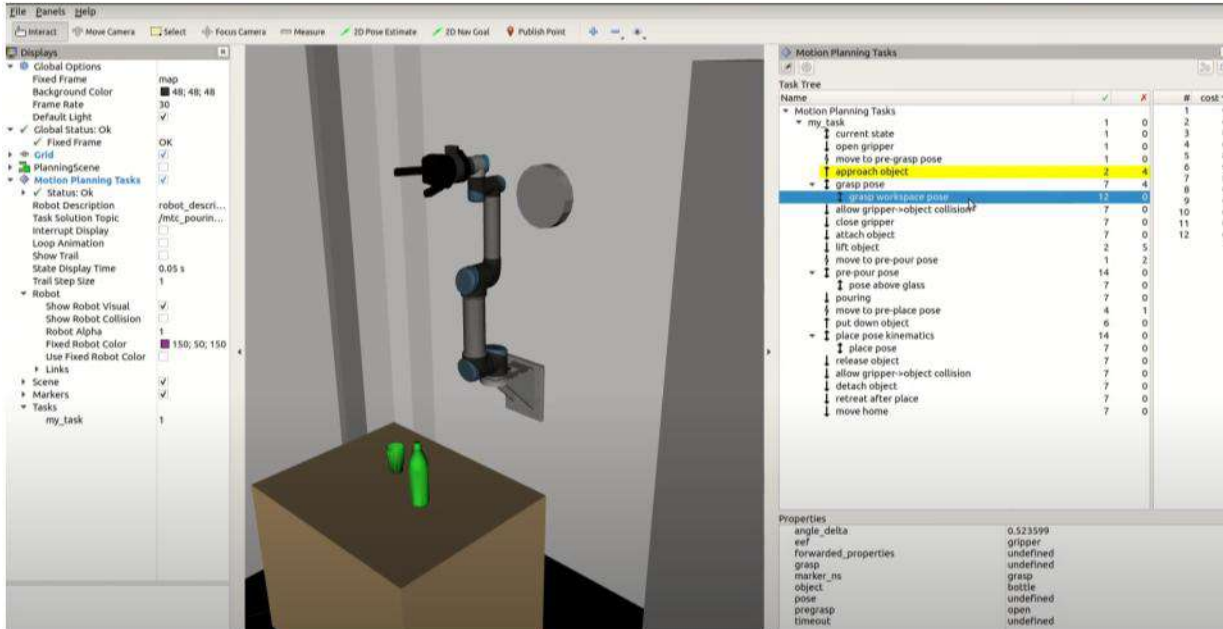 File Panels Help
Interact Move Camera Select Focus Camera Measure 2D Pose Estimate 2D Nav Goal Publish Point
Displays
Global Options
Fixed Frame map
Background Color 48; 48; 48
Frame Rate 30
Default Light
Global Status: Ok
Fixed Frame OK
Grid
PlanningScene
Motion Planning Tasks
Status: Ok
Robot Description robot_descri...
Task Solution Topic /mtc_pourin...
Interrupt Display
Loop Animation
Show Trail
State Display Time 0.05 s
Trail Step Size 1
Robot
Show Robot Visual
Show Robot Collision
Robot Alpha 1
Fixed Robot Color 150; 50; 150
Use Fixed Robot Color
Links
Scene
Markers
Tasks
my_task 1
Motion Planning Tasks
Task Tree
Name
Motion Planning Tasks
my_task 1 0
current state 1 0
open gripper 1 0
move to pre-grasp pose 1 0
approach object 2 4
grasp pose 7 4
grasp workspace pose 12 0
allow gripper->object collision 7 0
close gripper 7 0
attach object 7 0
lift object 2 5
move to pre-pour pose 1 2
pre-pour pose 14 0
pose above glass 7 0
pouring 7 0
move to pre-place pose 4 1
put down object 6 0
place pose kinematics 14 0
place pose 7 0
release object 7 0
allow gripper->object collision 7 0
detach object 7 0
retreat after place 7 0
move home 7 0
# cost
1
2
3
4
5
6
7
8
9
10
11
12
Properties
angle_delta 0.523599
eef gripper
forwarded_properties undefined
grasp undefined
marker_ns grasp
object bottle
pose undefined
pregrasp open
timeout undefined